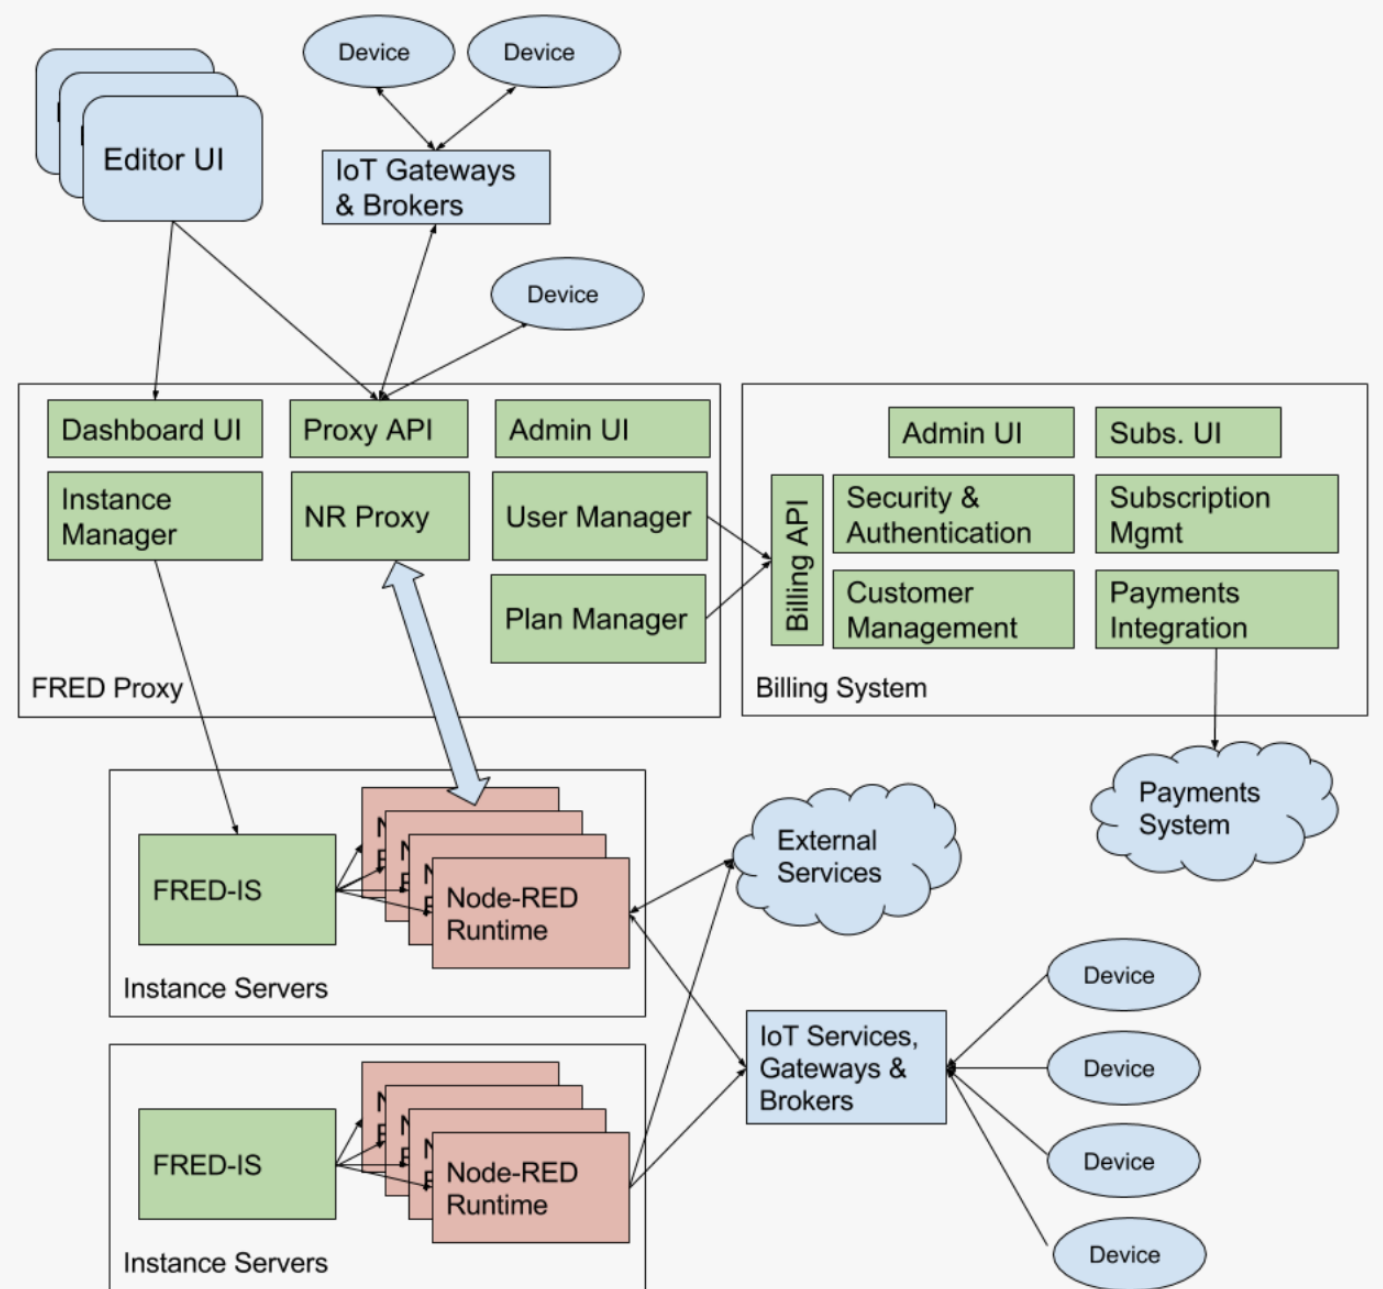 Device
Device
Editor UI
IoT Gateways
& Brokers
Device
Dashboard UI
Proxy API
Admin UI
Instance
Manager
NR Proxy
User Manager
Plan Manager
FRED Proxy
Admin UI
Subs. UI
Billing API
Security &
Authentication
Subscription
Mgmt
Customer
Management
Payments
Integration
Billing System
Payments
System
FRED-IS
Node-RED
Runtime
Instance Servers
External
Services
IoT Services,
Gateways &
Brokers
Device
Device
Device
Device
FRED-IS
Node-RED
Runtime
Instance Servers